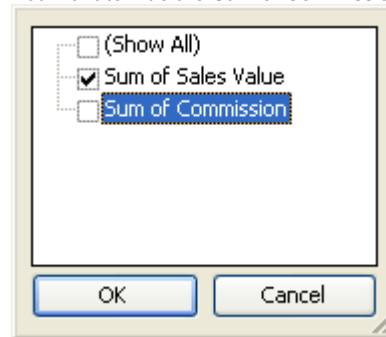 (Show All)
Sum of Sales Value
Sum of Commission
OK Cancel